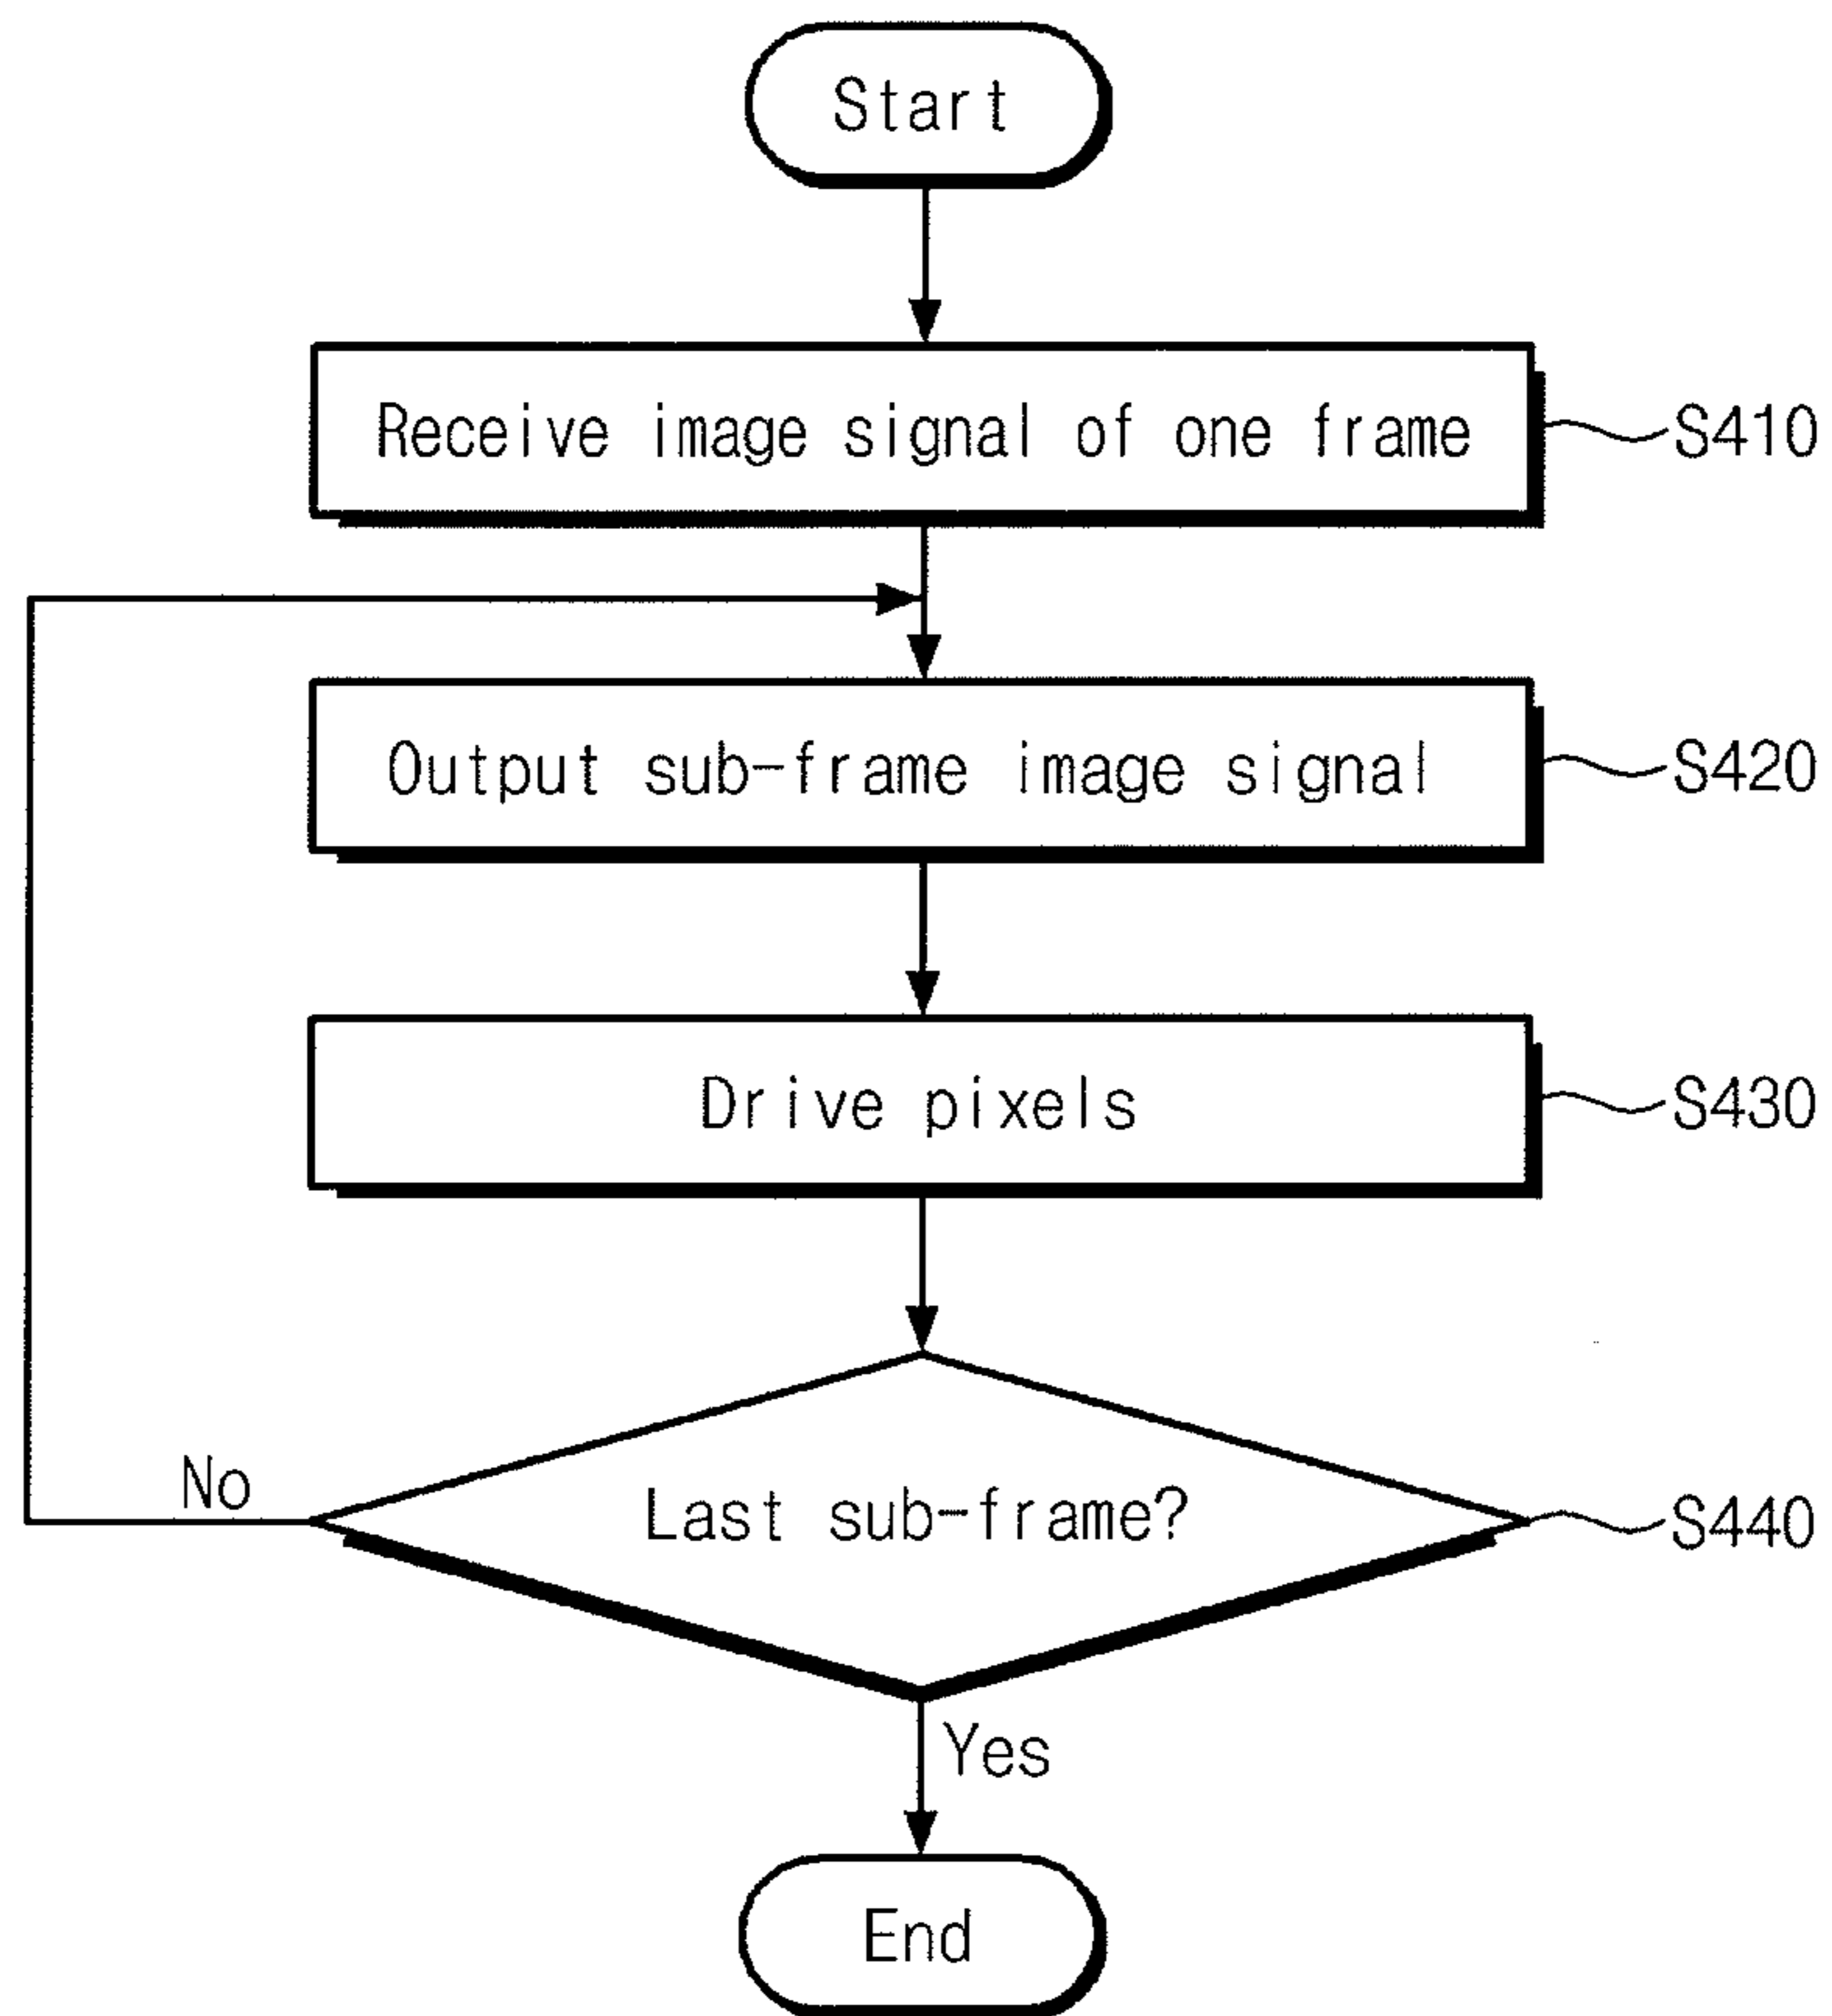 Start
Receive image signal of one frame
S410
Output sub-frame image signal
S420
Drive pixels
S430
Last sub-frame?
S440
No
Yes
End